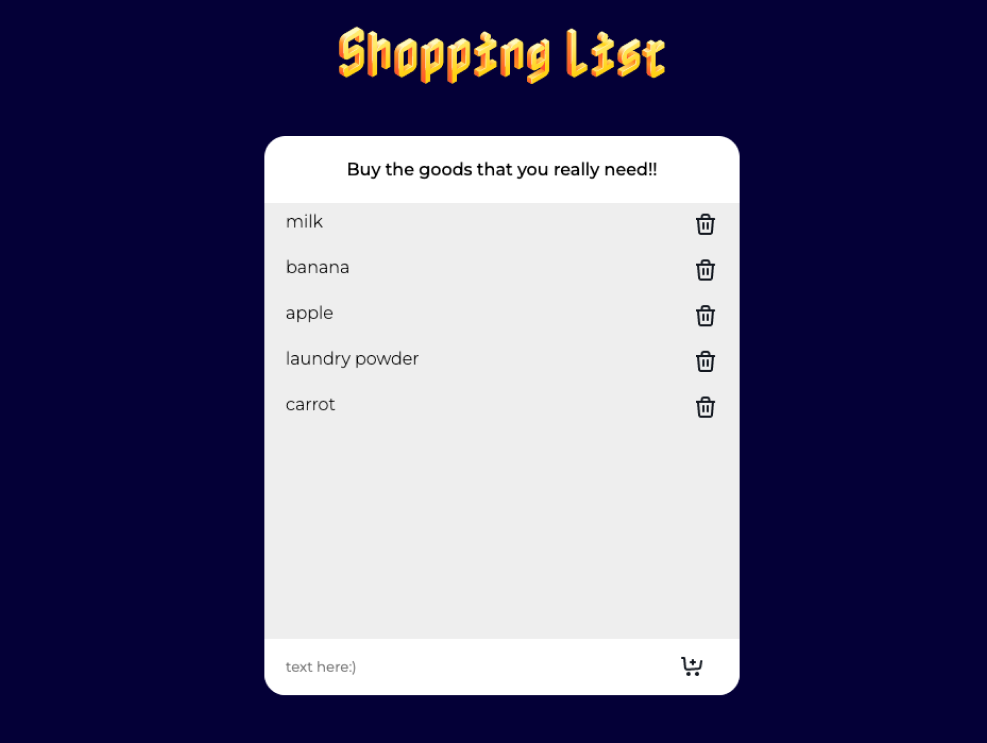 Shopping List
Buy the goods that you really need!!
milk
banana
apple
laundry powder
carrot
text here:)